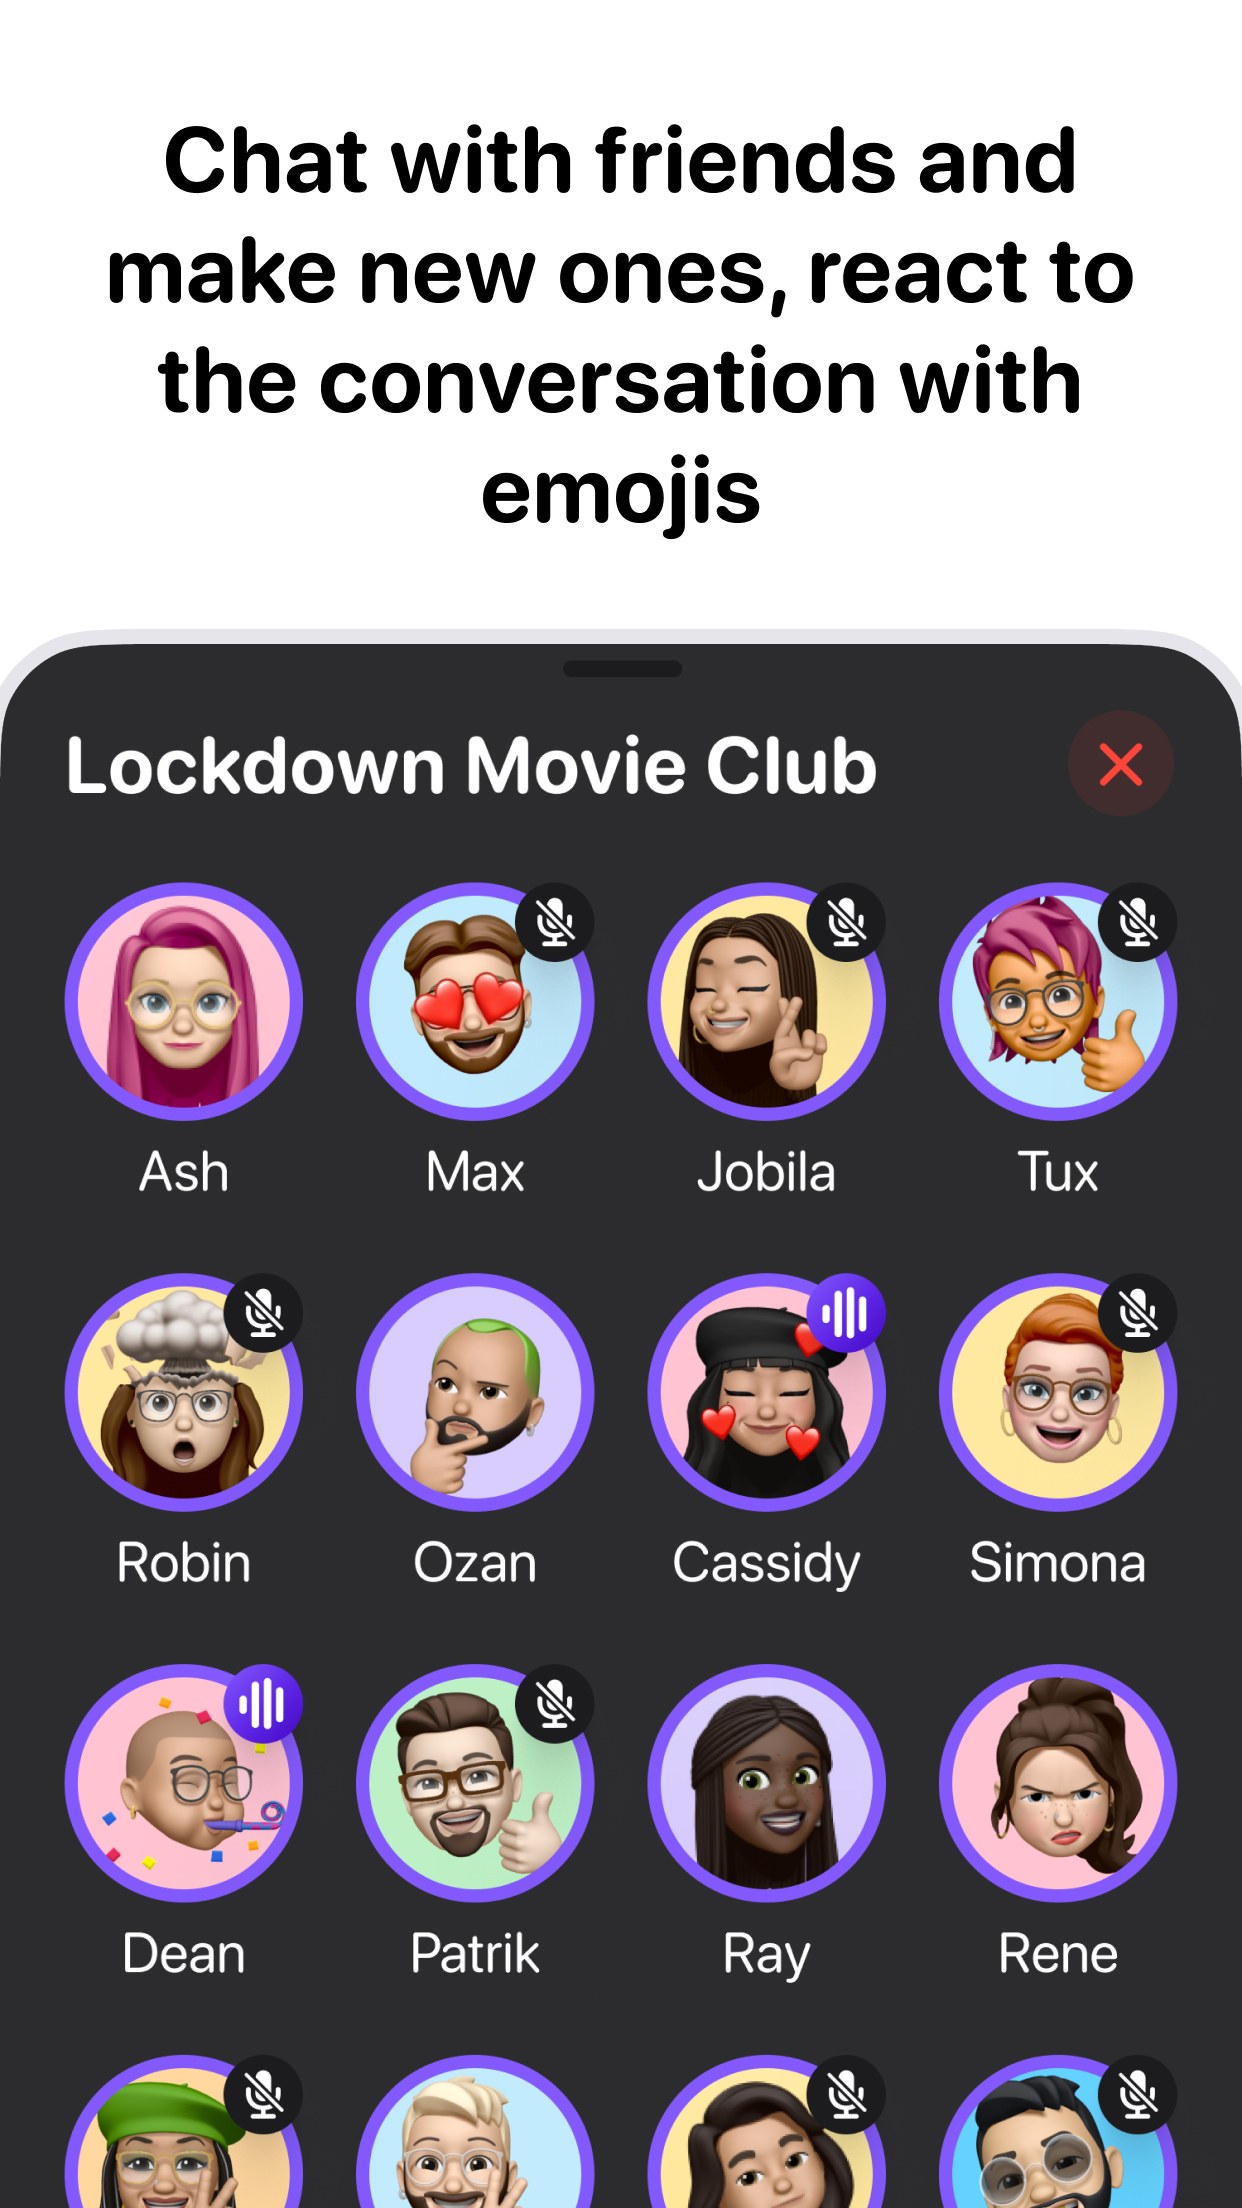 Chat with friends and
make new ones, react to
the conversation with
emojis
Lockdown Movie Club
Ash Max Jobila Tux
Robin Ozan Cassidy Simona
Dean Patrik Ray Rene